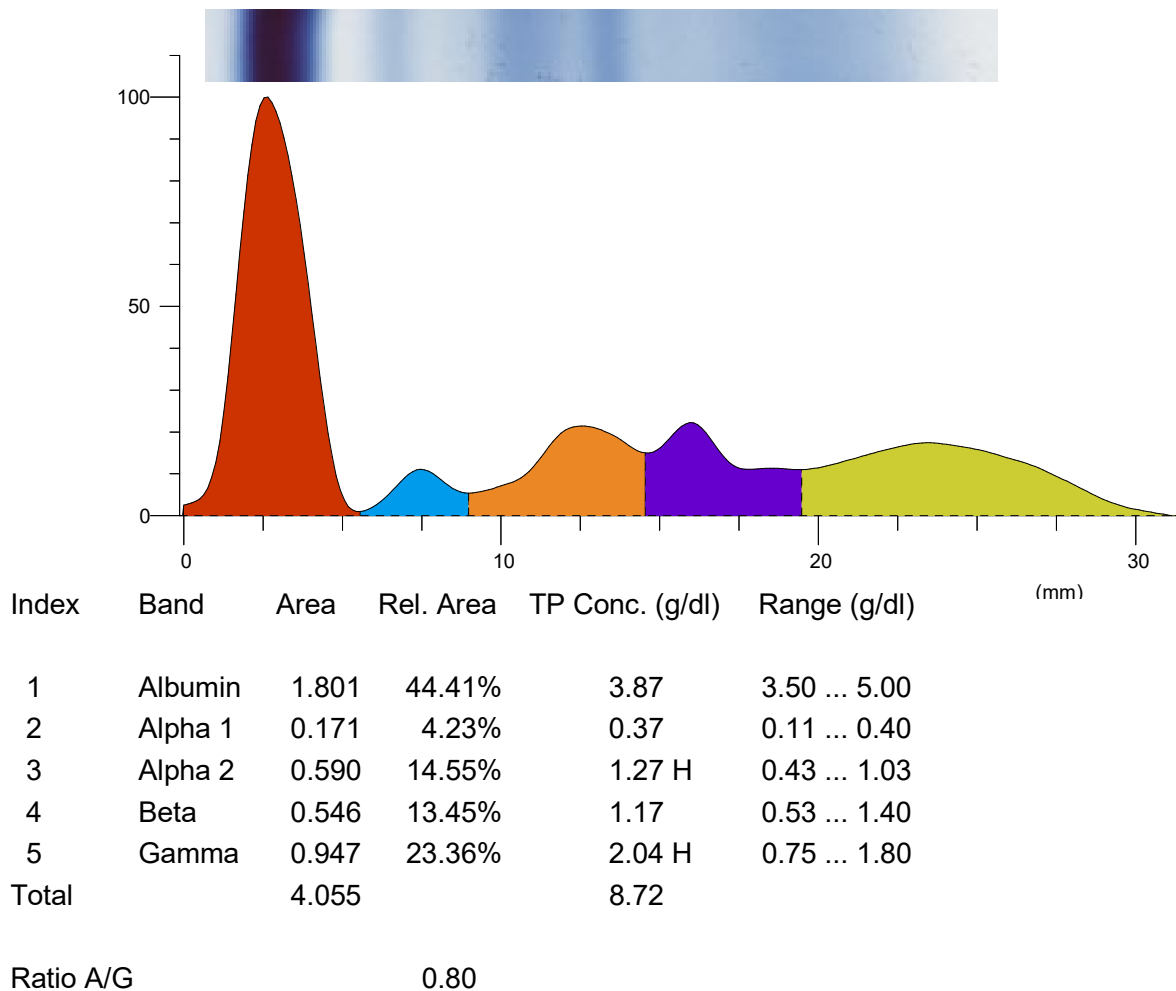 100
50
0
0 10 20 30
(mm)
Index Band Area Rel. Area TP Conc. (g/dl) Range (g/dl)
1 Albumin 1.801 44.41% 3.87 3.50 ... 5.00
2 Alpha 1 0.171 4.23% 0.37 0.11 ... 0.40
3 Alpha 2 0.590 14.55% 1.27 H 0.43 ... 1.03
4 Beta 0.546 13.45% 1.17 0.53 ... 1.40
5 Gamma 0.947 23.36% 2.04 H 0.75 ... 1.80
Total 4.055 8.72
Ratio A/G 0.80